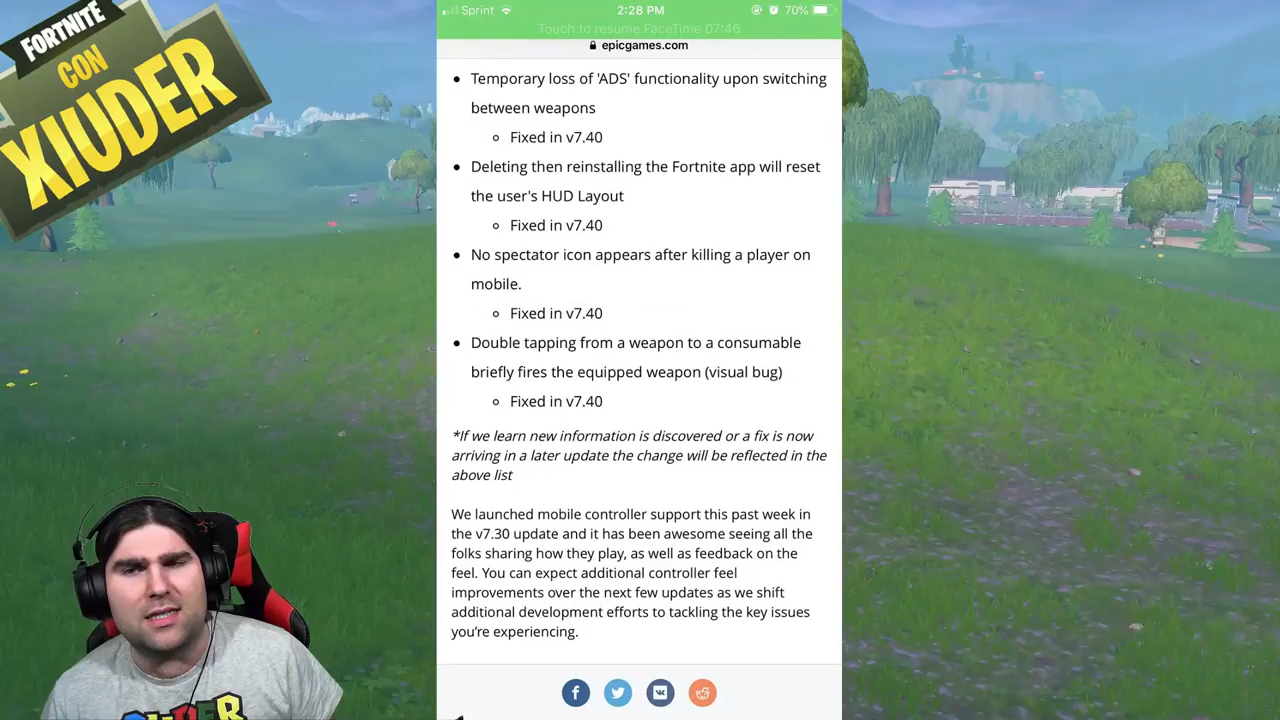 FORTNITE
CON
XIUDER
Sprint
2:28 PM
70%
Touch to resume FaceTime 07:46
epicgames.com
• Temporary loss of 'ADS' functionality upon switching
between weapons
◦ Fixed in v7.40
• Deleting then reinstalling the Fortnite app will reset
the user's HUD Layout
◦ Fixed in v7.40
• No spectator icon appears after killing a player on
mobile.
◦ Fixed in v7.40
• Double tapping from a weapon to a consumable
briefly fires the equipped weapon (visual bug)
◦ Fixed in v7.40
*If we learn new information is discovered or a fix is now
arriving in a later update the change will be reflected in the
above list
We launched mobile controller support this past week in
the v7.30 update and it has been awesome seeing all the
folks sharing how they play, as well as feedback on the
feel. You can expect additional controller feel
improvements over the next few updates as we shift
additional development efforts to tackling the key issues
you're experiencing.